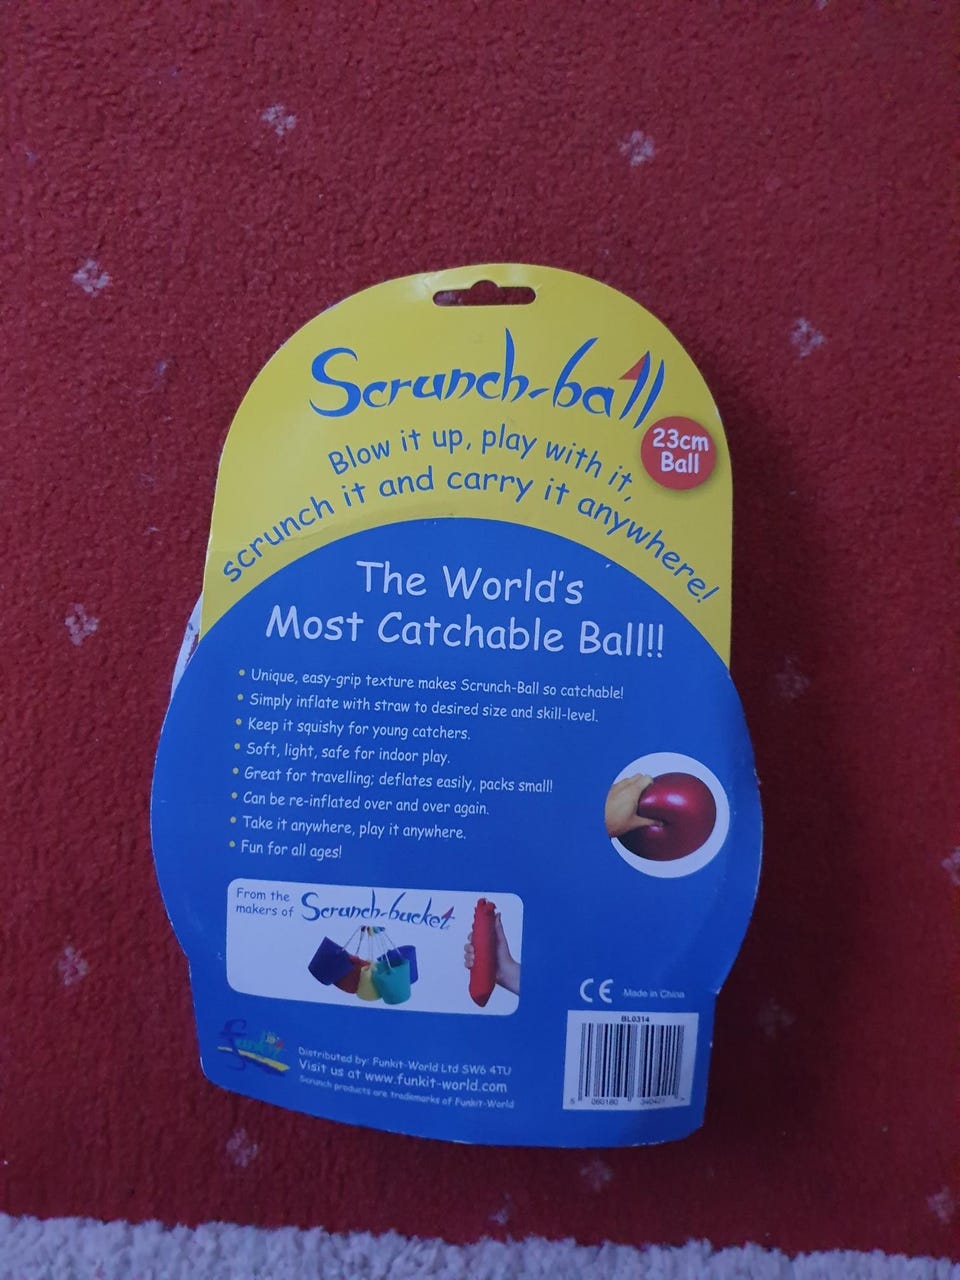 Scrunch-ball
23cm
Ball
Blow it up, play with it,
scrunch it and carry it anywhere!
The World's
Most Catchable Ball!!
• Unique, easy-grip texture makes Scrunch-Ball so catchable!
• Simply inflate with straw to desired size and skill-level.
• Keep it squishy for young catchers.
• Soft, light, safe for indoor play.
• Great for travelling; deflates easily, packs small!
• Can be re-inflated over and over again.
• Take it anywhere, play it anywhere.
• Fun for all ages!
From the
makers of
Scrunch-bucket
CE Made in China
BL0314
5 060180 340427 >
Funkit
Distributed by: Funkit-World Ltd SW6 4TU
Visit us at www.funkit-world.com
Scrunch products are trademarks of Funkit-World